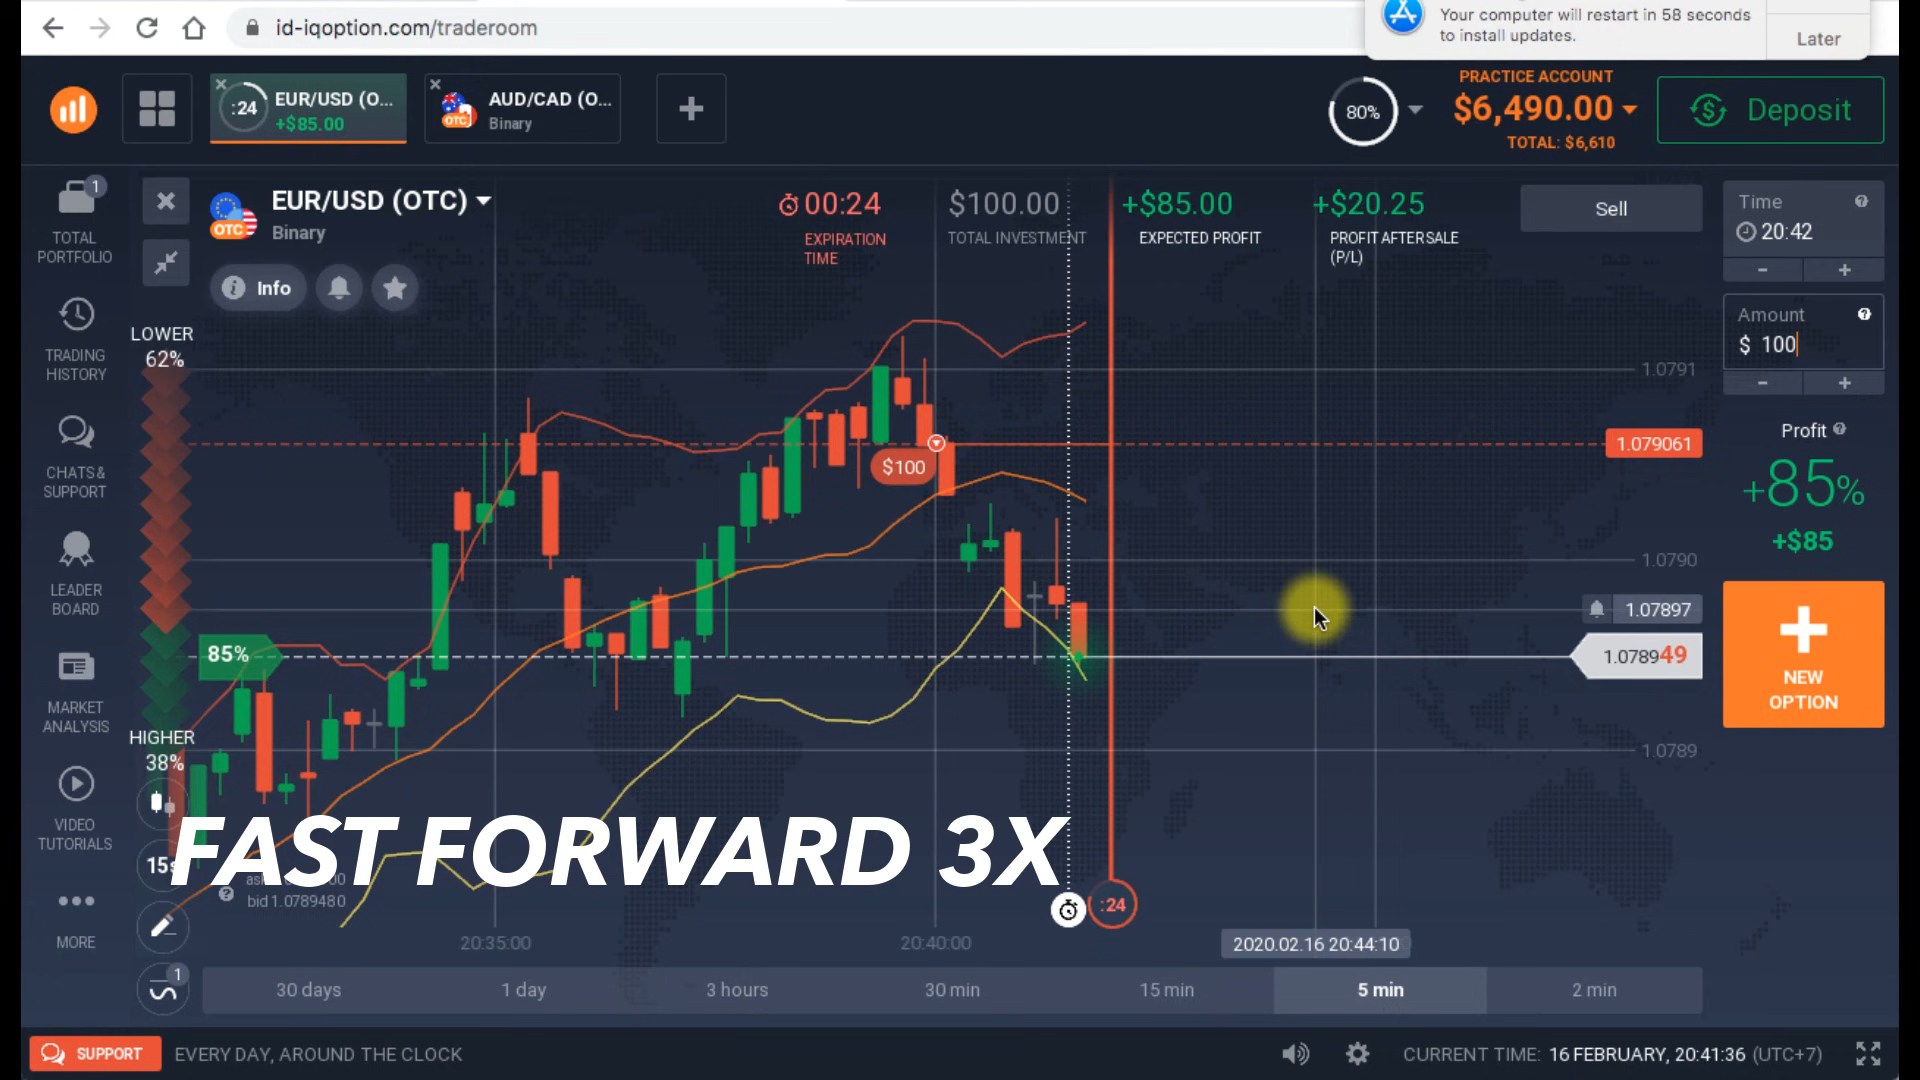 id-iqoption.com/traderoom
Your computer will restart in 58 seconds
to install updates.
Later
:24
EUR/USD (O...
+$85.00
OTC
AUD/CAD (O...
Binary
80%
PRACTICE ACCOUNT
$6,490.00
TOTAL: $6,610
Deposit
1
TOTAL
PORTFOLIO
TRADING
HISTORY
CHATS &
SUPPORT
LEADER
BOARD
MARKET
ANALYSIS
VIDEO
TUTORIALS
MORE
OTC
EUR/USD (OTC)
Binary
Info
00:24
EXPIRATION
TIME
$100.00
TOTAL INVESTMENT
+$85.00
EXPECTED PROFIT
+$20.25
PROFIT AFTER SALE
(P/L)
Sell
Time
20:42
- +
Amount
$ 100
- +
Profit
+85%
+$85
NEW
OPTION
LOWER
62%
85%
HIGHER
38%
$100
1.0791
1.079061
1.0790
1.07897
1.078949
1.0789
FAST FORWARD 3X
bid 1.0789480
:24
20:35:00
20:40:00
2020.02.16 20:44:10
1
30 days
1 day
3 hours
30 min
15 min
5 min
2 min
SUPPORT
EVERY DAY, AROUND THE CLOCK
CURRENT TIME: 16 FEBRUARY, 20:41:36 (UTC+7)